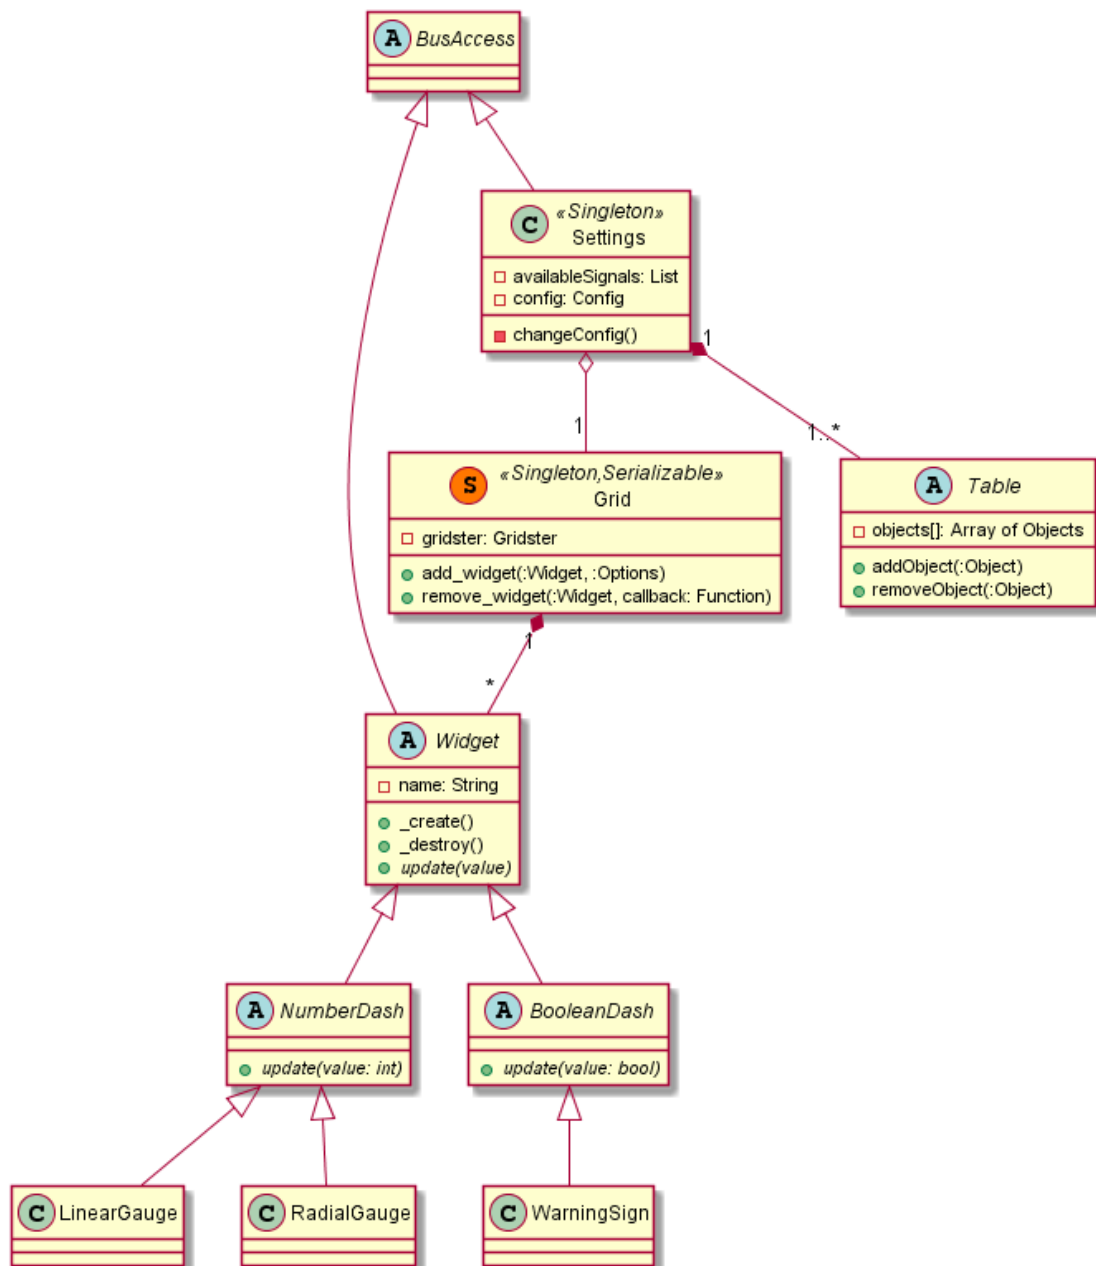 A BusAccess
C «Singleton»
Settings
availableSignals: List
config: Config
changeConfig()
1
1
1..*
S «Singleton,Serializable»
Grid
gridster: Gridster
add_widget(:Widget, :Options)
remove_widget(:Widget, callback: Function)
A Table
objects[]: Array of Objects
addObject(:Object)
removeObject(:Object)
1
*
A Widget
name: String
_create()
_destroy()
update(value)
A NumberDash
update(value: int)
A BooleanDash
update(value: bool)
C LinearGauge
C RadialGauge
C WarningSign